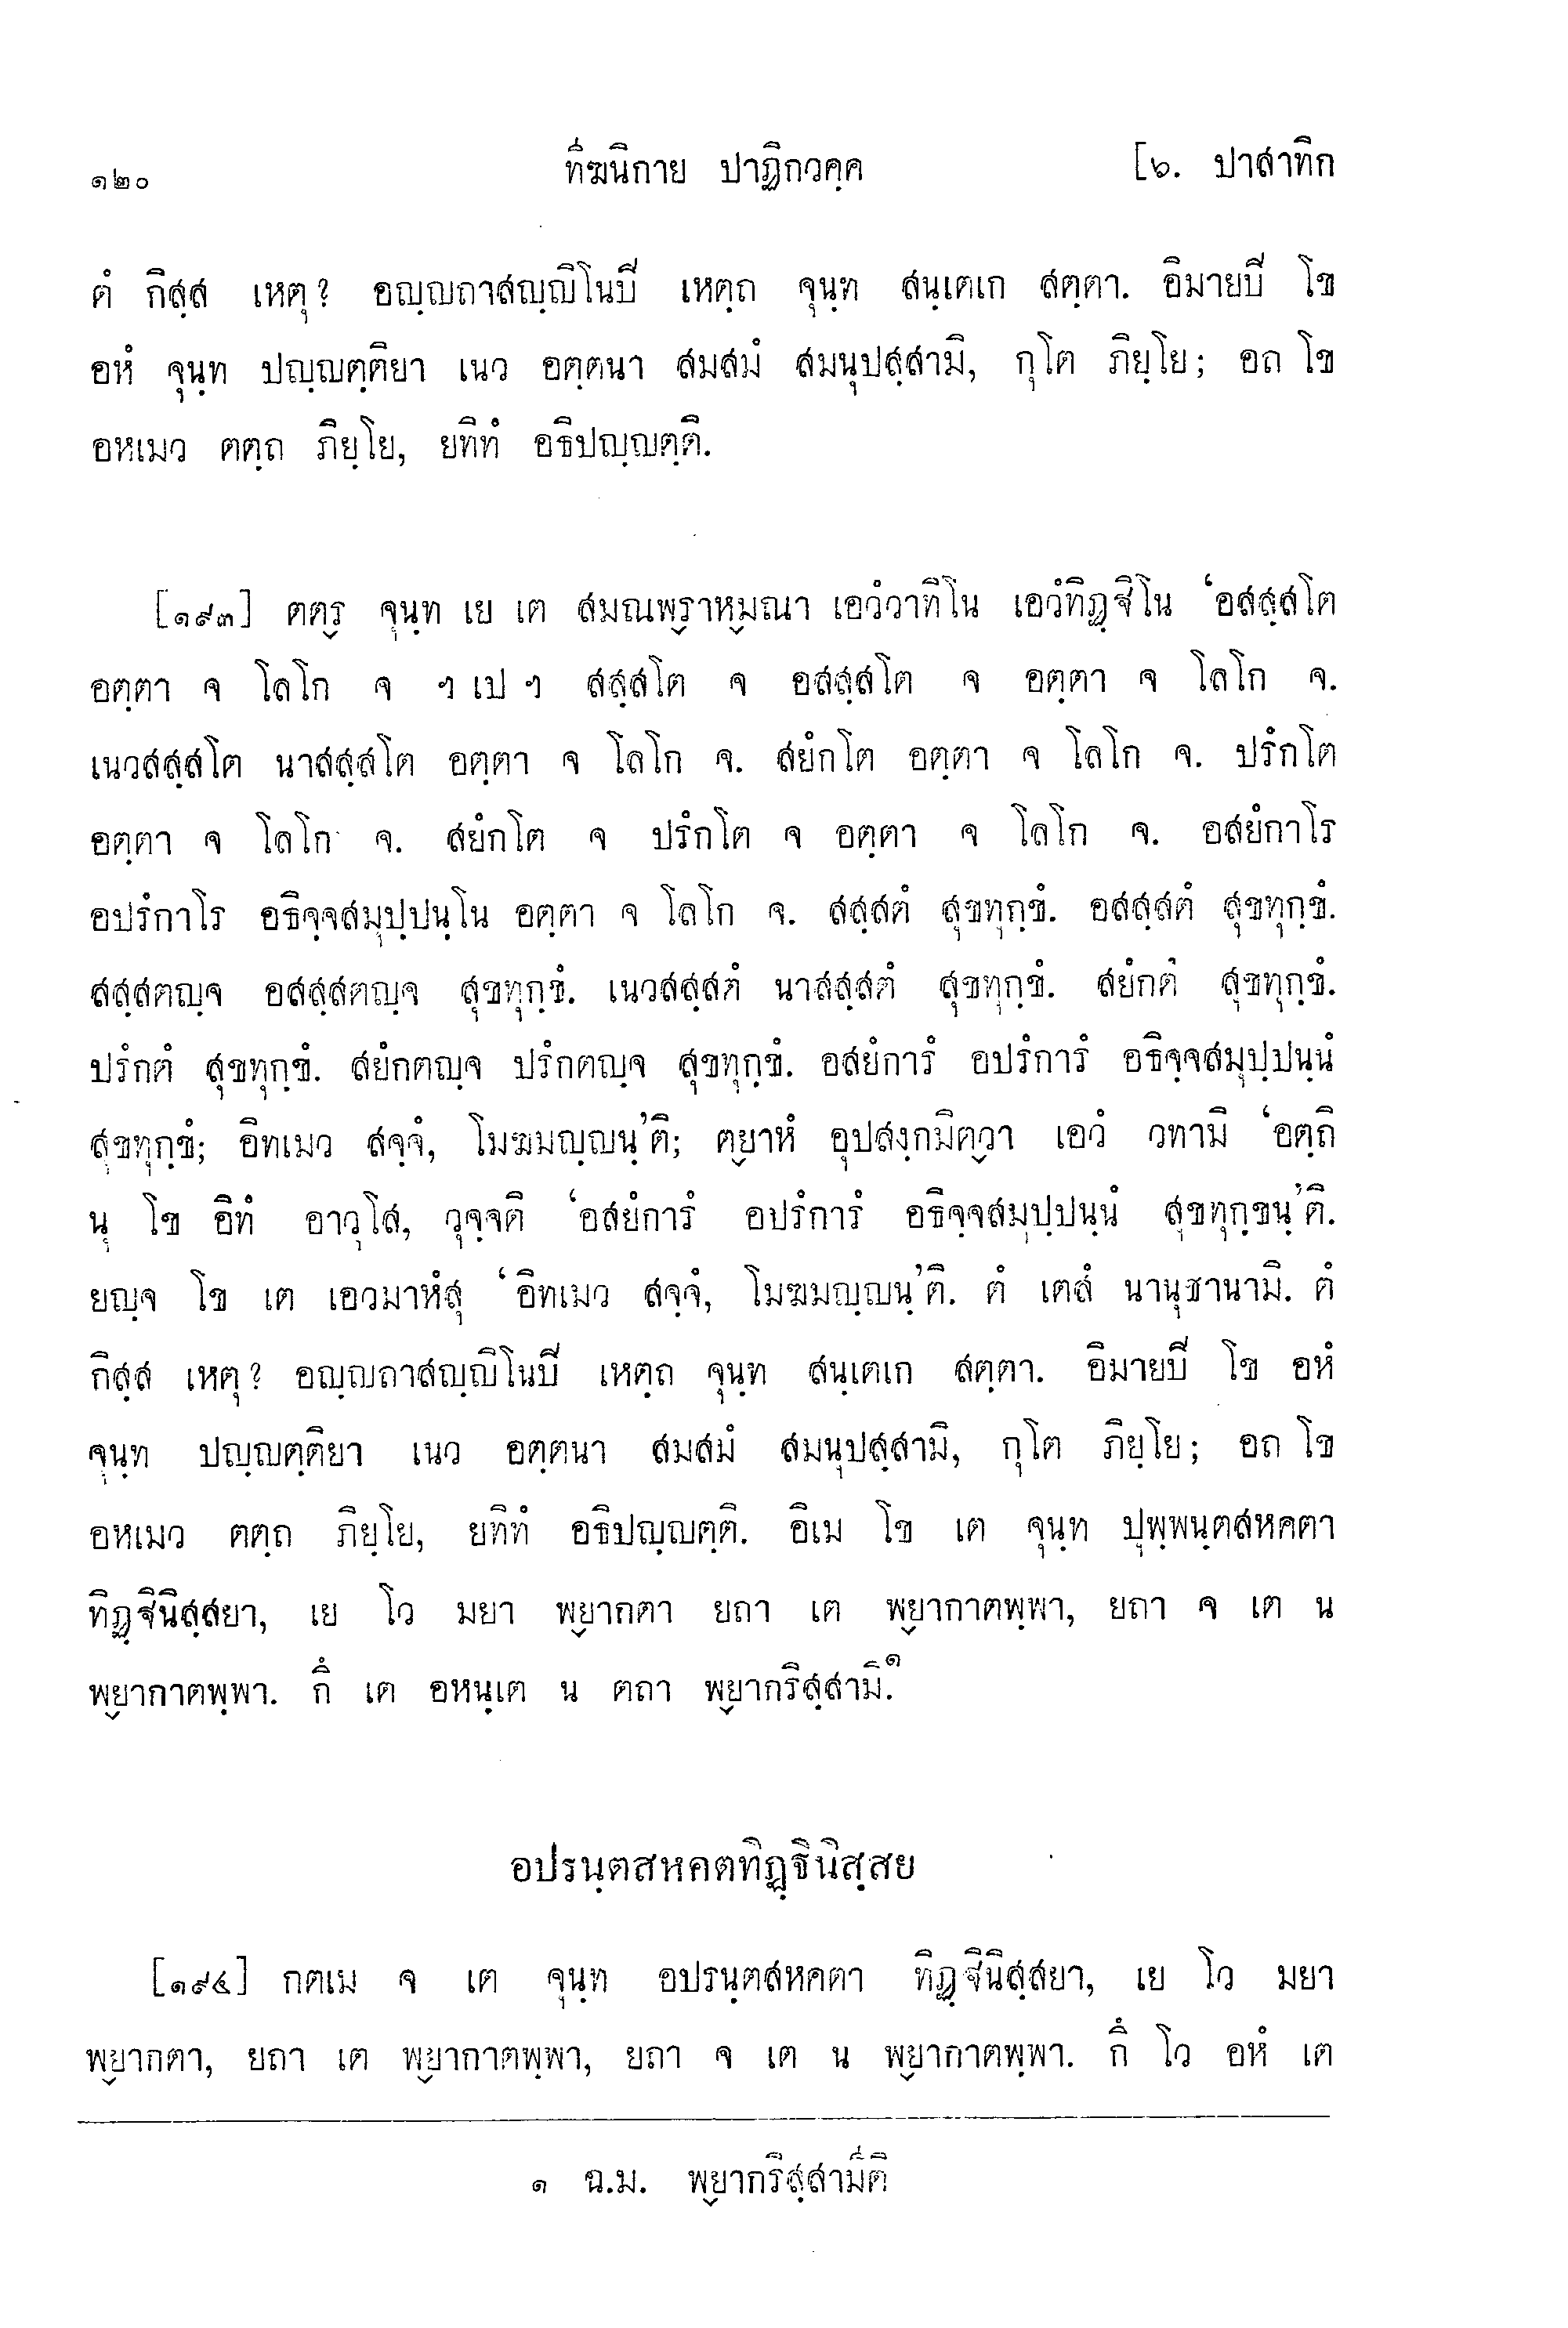 ๑๒๐ ทีฆนิกาย ปาฏิกวคฺค [๖. ปาสาทิก
ตํ กิสฺส เหตุ? อญฺญถาสญฺญิโนปิ เหตฺถ จุนฺท สนฺเตเก สตฺตา. อิมายปิ โข
อหํ จุนฺท ปญฺญตฺติยา เนว อตฺตนา สมสมํ สมนุปสฺสามิ, กุโต ภิยฺโย; อถ โข
อหเมว ตตฺถ ภิยฺโย, ยทิทํ อธิปญฺญตฺติ.
[๑๙๓] ตตฺร จุนฺท เย เต สมณพฺราหฺมณา เอวํวาทิโน เอวํทิฏฺฐิโน ‘อสสฺสโต
อตฺตา จ โลโก จ ฯ เป ฯ สสฺสโต จ อสสฺสโต จ อตฺตา จ โลโก จ.
เนวสสฺสโต นาสสฺสโต อตฺตา จ โลโก จ. สยํกโต อตฺตา จ โลโก จ. ปรํกโต
อตฺตา จ โลโก จ. สยํกโต จ ปรํกโต จ อตฺตา จ โลโก จ. อสยํกาโร
อปรํกาโร อธิจฺจสมุปฺปนฺโน อตฺตา จ โลโก จ. สสฺสตํ สุขทุกฺขํ. อสสฺสตํ สุขทุกฺขํ.
สสฺสตญฺจ อสสฺสตญฺจ สุขทุกฺขํ. เนวสสฺสตํ นาสสฺสตํ สุขทุกฺขํ. สยํกตํ สุขทุกฺขํ.
ปรํกตํ สุขทุกฺขํ. สยํกตญฺจ ปรํกตญฺจ สุขทุกฺขํ. อสยํการํ อปรํการํ อธิจฺจสมุปฺปนฺนํ
สุขทุกฺขํ; อิทเมว สจฺจํ, โมฆมญฺญนฺ’ติ; ตฺยาหํ อุปสงฺกมิตฺวา เอวํ วทามิ ‘อตฺถิ
นุ โข อิทํ อาวุโส, วุจฺจติ ‘อสยํการํ อปรํการํ อธิจฺจสมุปฺปนฺนํ สุขทุกฺขนฺ’ติ.
ยญฺจ โข เต เอวมาหํสุ ‘อิทเมว สจฺจํ, โมฆมญฺญนฺ’ติ. ตํ เตสํ นานุชานามิ. ตํ
กิสฺส เหตุ? อญฺญถาสญฺญิโนปิ เหตฺถ จุนฺท สนฺเตเก สตฺตา. อิมายปิ โข อหํ
จุนฺท ปญฺญตฺติยา เนว อตฺตนา สมสมํ สมนุปสฺสามิ, กุโต ภิยฺโย; อถ โข
อหเมว ตตฺถ ภิยฺโย, ยทิทํ อธิปญฺญตฺติ. อิเม โข เต จุนฺท ปุพฺพนฺตสหคตา
ทิฏฺฐินิสฺสยา, เย โว มยา พฺยากตา ยถา เต พฺยากาตพฺพา, ยถา จ เต น
พฺยากาตพฺพา. กึ เต อหนฺเต น ตถา พฺยากริสฺสามิ.๑
อปรนฺตสหคตทิฏฺฐินิสฺสย
[๑๙๔] กตเม จ เต จุนฺท อปรนฺตสหคตา ทิฏฺฐินิสฺสยา, เย โว มยา
พฺยากตา, ยถา เต พฺยากาตพฺพา, ยถา จ เต น พฺยากาตพฺพา. กึ โว อหํ เต
๑ ฉ.ม. พฺยากริสฺสามีติ